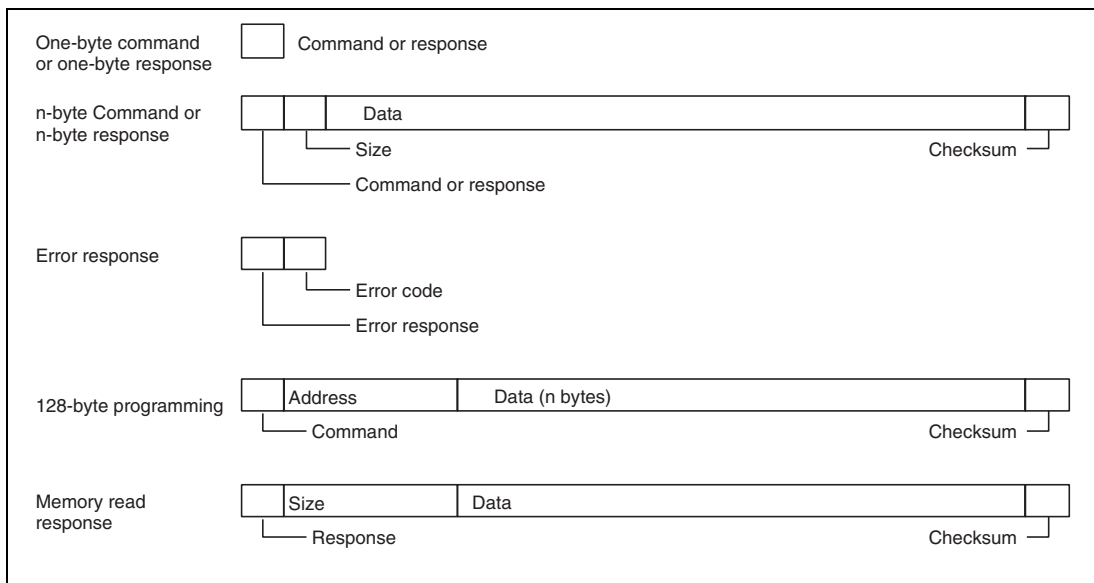 One-byte command
or one-byte response
Command or response
n-byte Command or
n-byte response
Data
Size
Checksum
Command or response
Error response
Error code
Error response
128-byte programming
Address
Data (n bytes)
Command
Checksum
Memory read
response
Size
Data
Response
Checksum